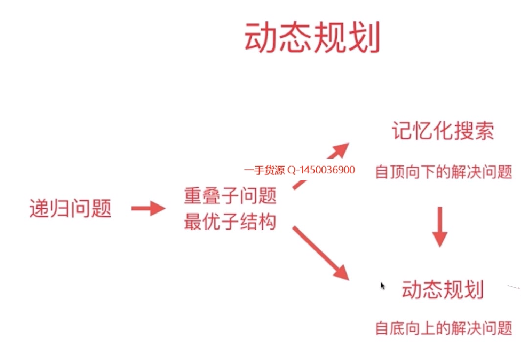 动态规划
记忆化搜索
一手货源 Q-1450036900
自顶向下的解决问题
重叠子问题
递归问题
最优子结构
动态规划
自底向上的解决问题